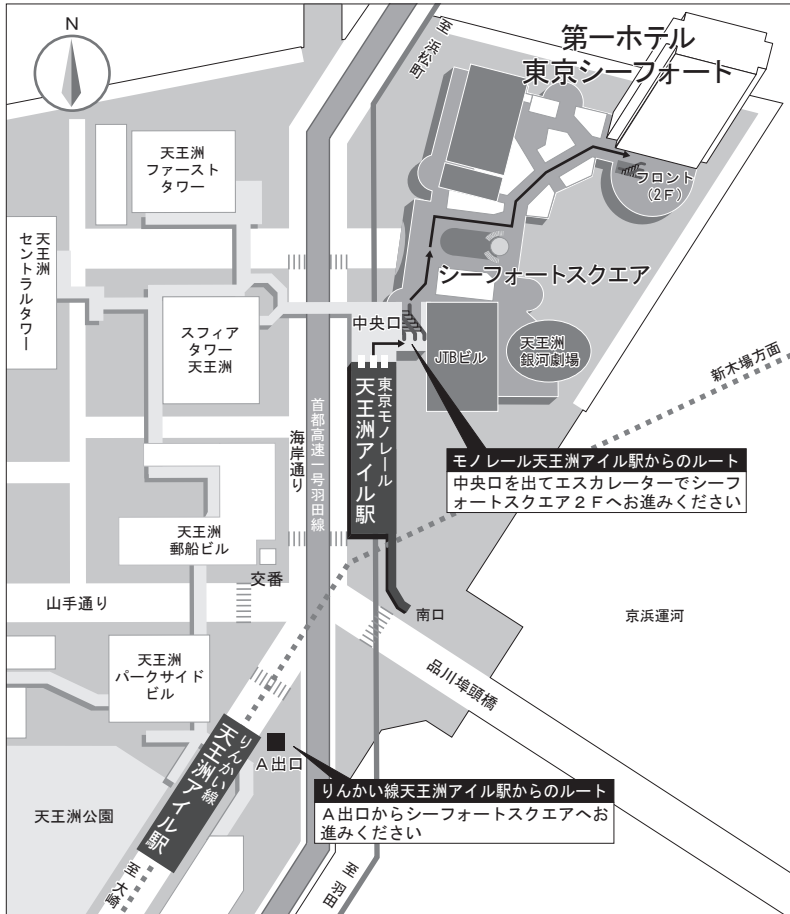 N
至
浜松町
第一ホテル
東京シーフォート
フロント
(2F)
天王洲
ファースト
タワー
天王洲
セントラルタワー
スフィア
タワー
天王洲
シーフォートスクエア
中央口
JTBビル
天王洲
銀河劇場
新木場方面
東京モノレール
天王洲アイル駅
首都高速一号羽田線
海岸通り
モノレール天王洲アイル駅からのルート
中央口を出てエスカレーターでシーフ
ォートスクエア2Fへお進みください
天王洲
郵船ビル
交番
山手通り
南口
京浜運河
天王洲
パークサイド
ビル
品川埠頭橋
りんかい線
天王洲アイル駅
A出口
りんかい線天王洲アイル駅からのルート
A出口からシーフォートスクエアへお
進みください
天王洲公園
至
大崎
至
羽田